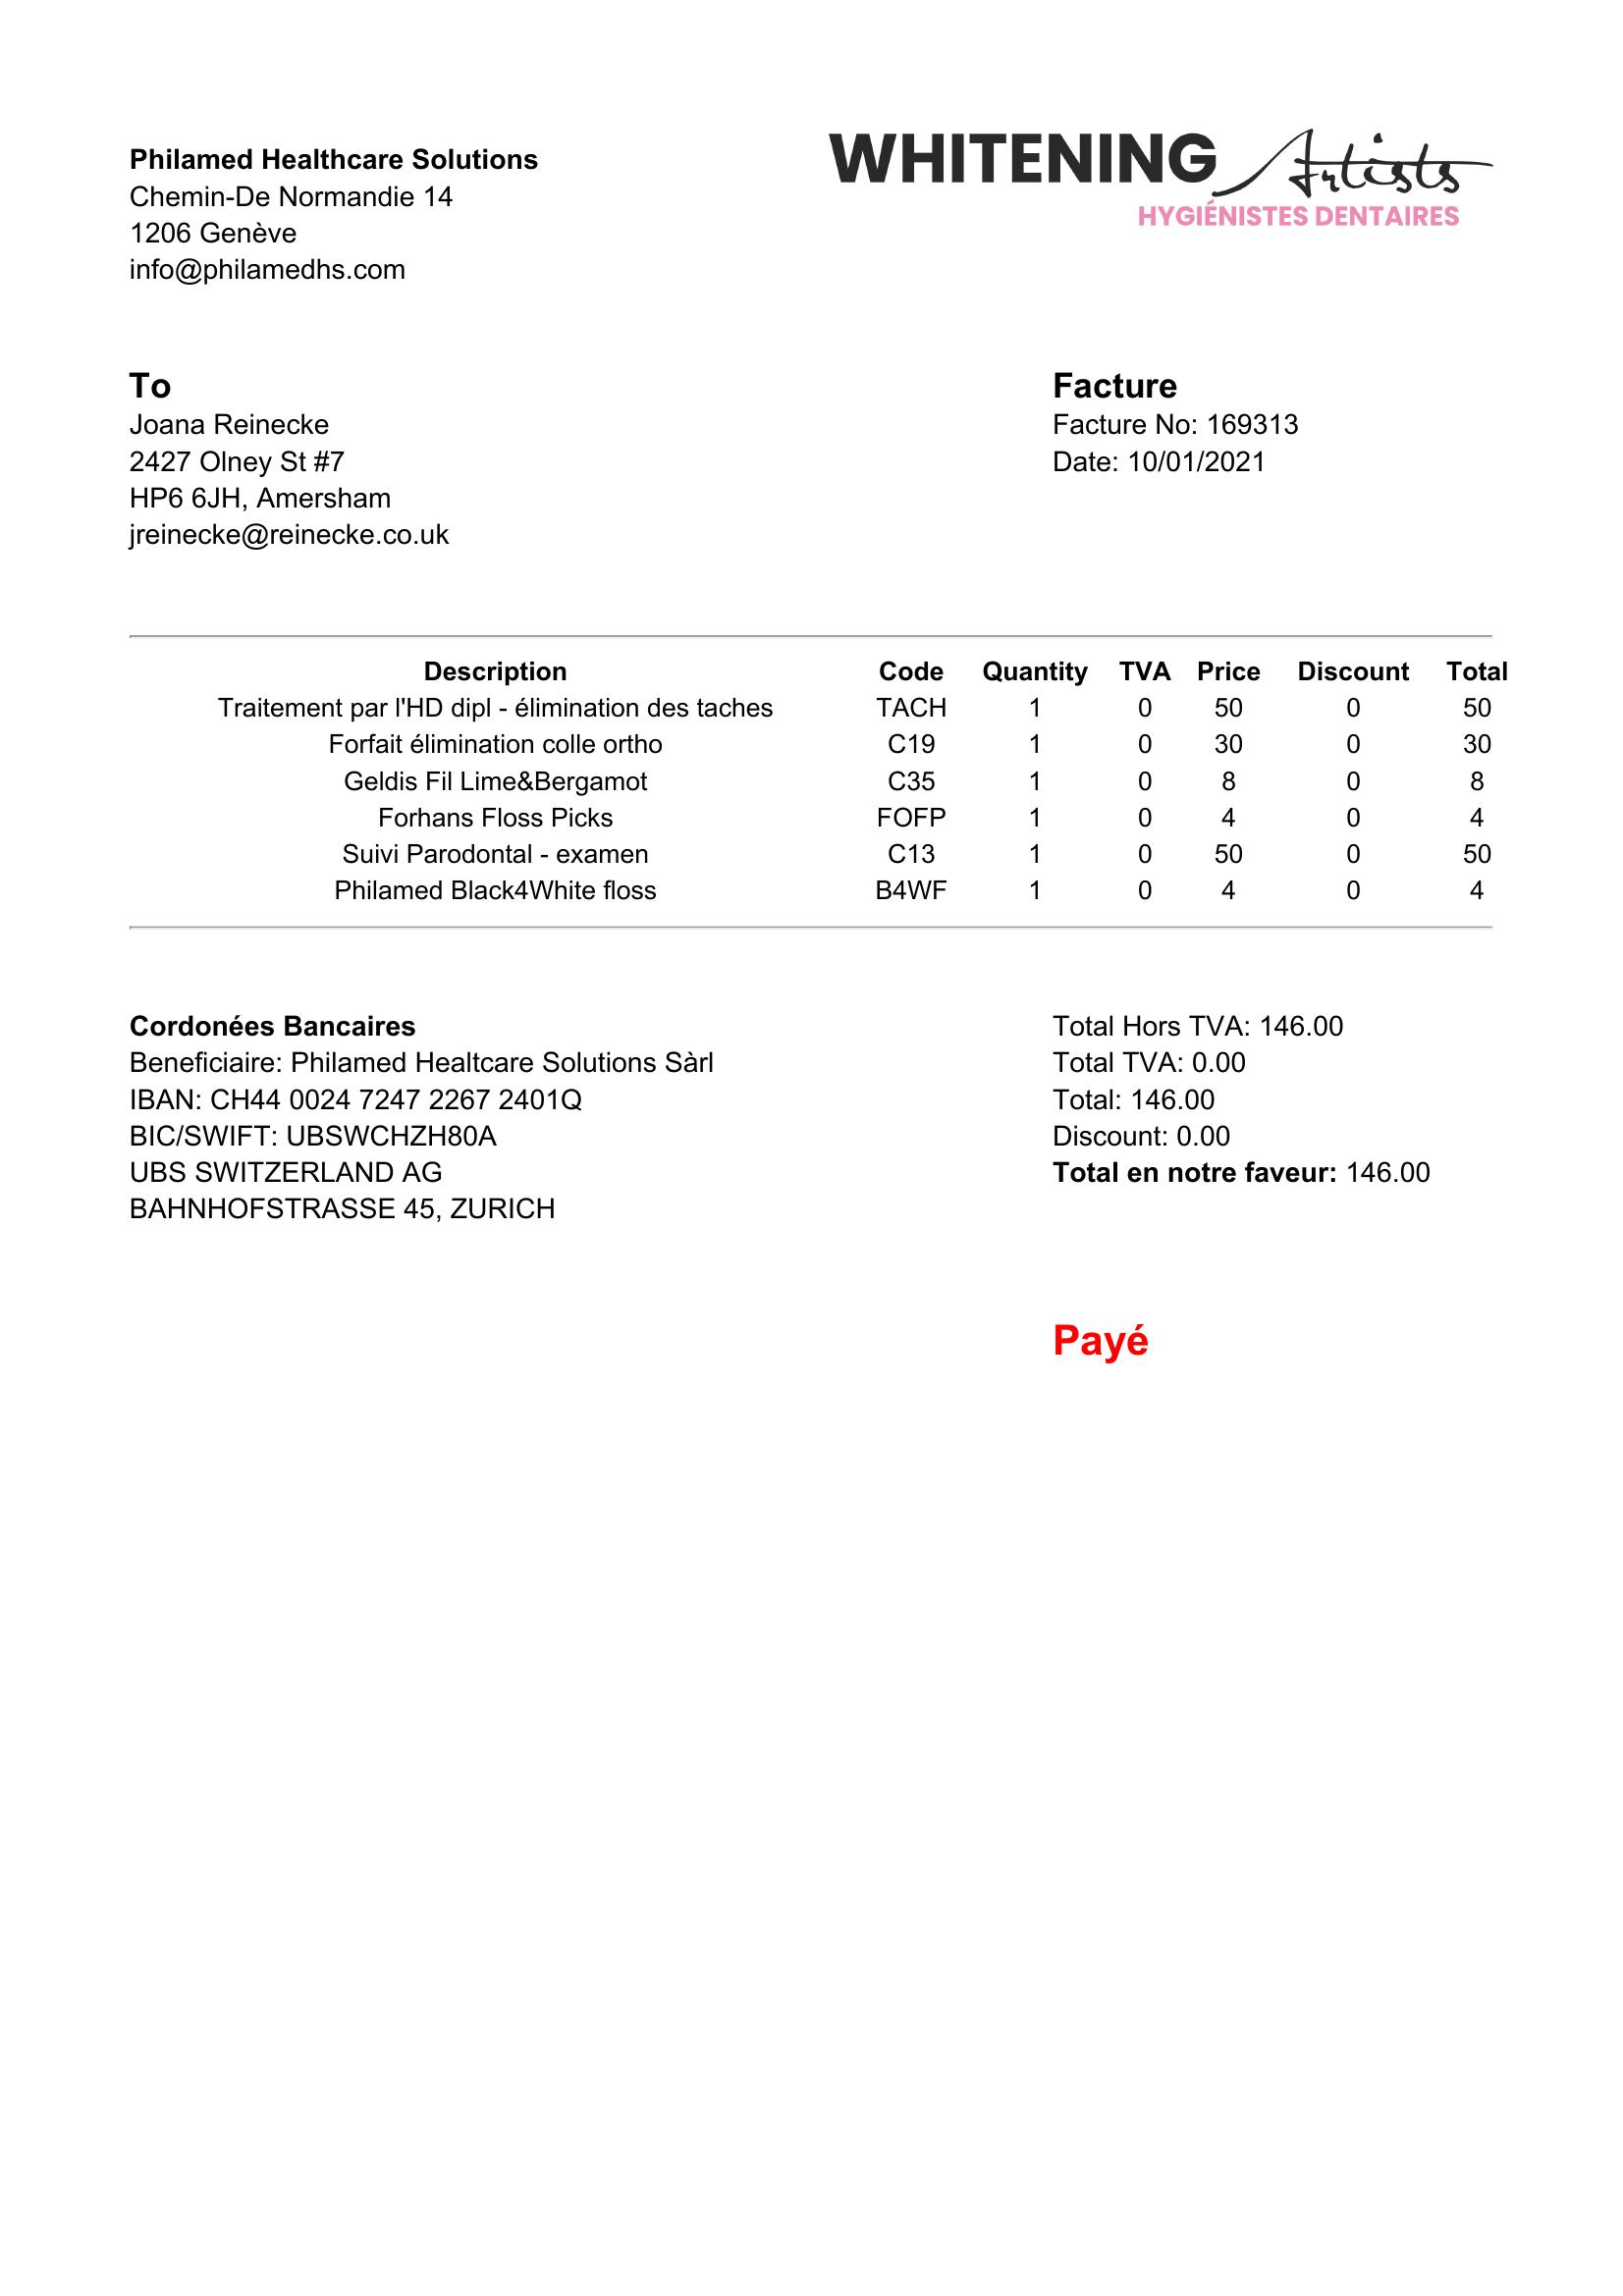 Philamed Healthcare Solutions
Chemin-De Normandie 14
1206 Genève
info@philamedhs.com
WHITENING Artists
HYGIÉNISTES DENTAIRES
To
Joana Reinecke
2427 Olney St #7
HP6 6JH, Amersham
jreinecke@reinecke.co.uk
Facture
Facture No: 169313
Date: 10/01/2021
Description Code Quantity TVA Price Discount Total
Traitement par l'HD dipl - élimination des taches TACH 1 0 50 0 50
Forfait élimination colle ortho C19 1 0 30 0 30
Geldis Fil Lime&Bergamot C35 1 0 8 0 8
Forhans Floss Picks FOFP 1 0 4 0 4
Suivi Parodontal - examen C13 1 0 50 0 50
Philamed Black4White floss B4WF 1 0 4 0 4
Cordonées Bancaires
Beneficiaire: Philamed Healtcare Solutions Sàrl
IBAN: CH44 0024 7247 2267 2401Q
BIC/SWIFT: UBSWCHZH80A
UBS SWITZERLAND AG
BAHNHOFSTRASSE 45, ZURICH
Total Hors TVA: 146.00
Total TVA: 0.00
Total: 146.00
Discount: 0.00
Total en notre faveur: 146.00
Payé